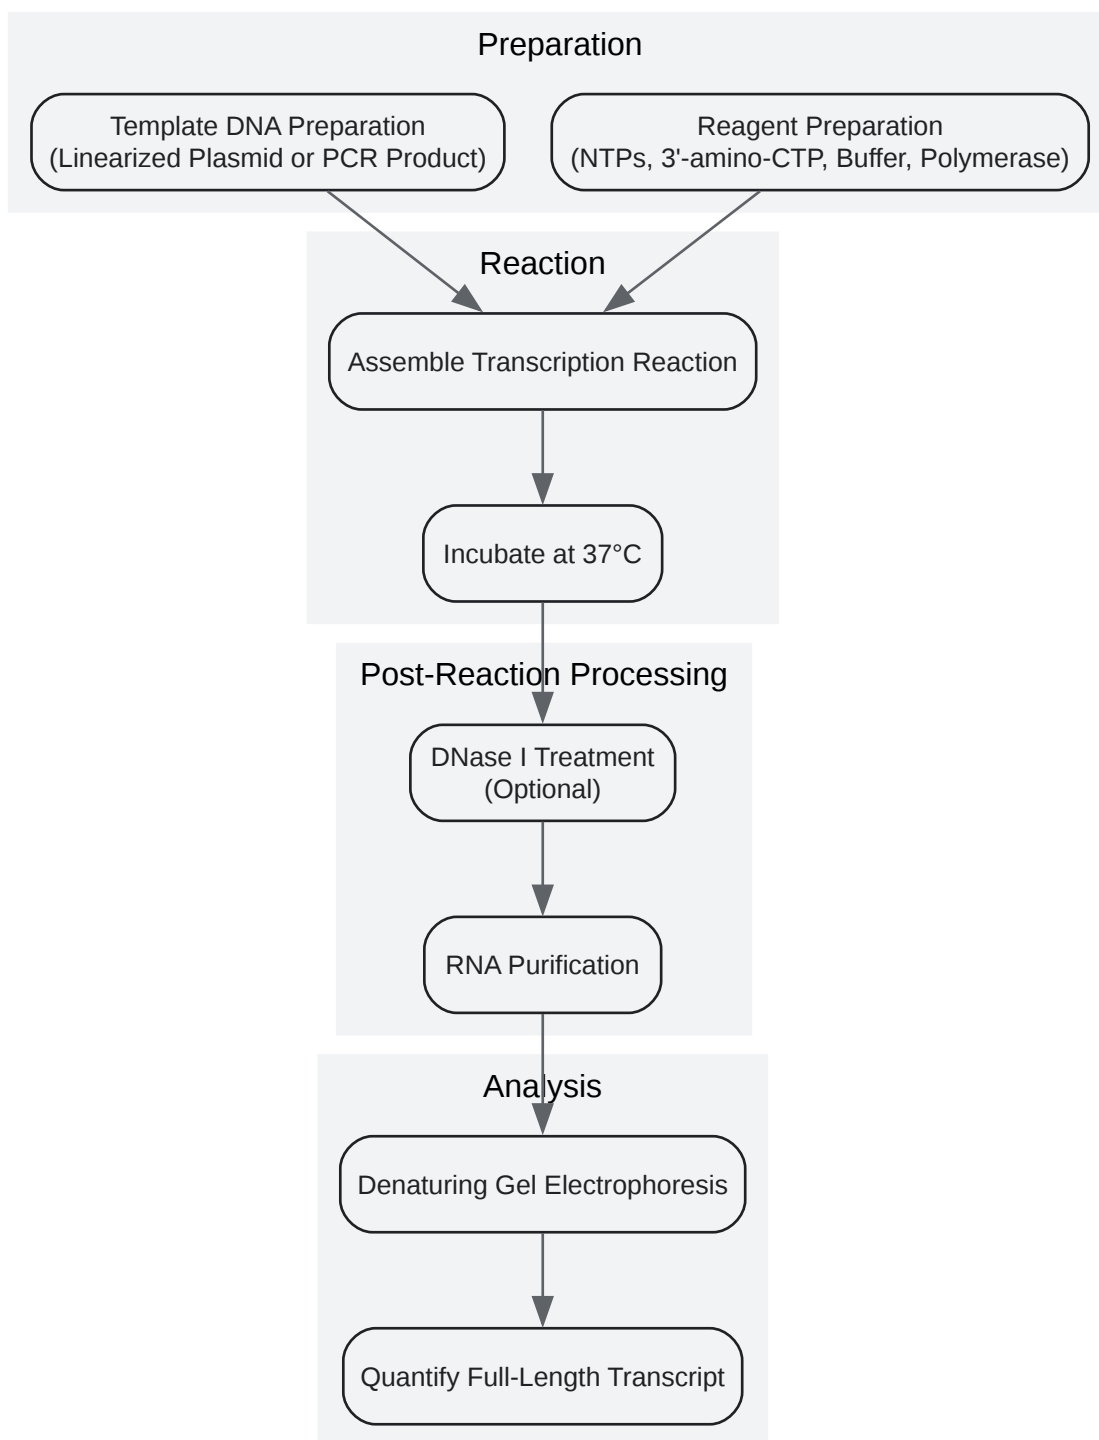 Preparation
Template DNA Preparation
(Linearized Plasmid or PCR Product)
Reagent Preparation
(NTPs, 3'-amino-CTP, Buffer, Polymerase)
Reaction
Assemble Transcription Reaction
Incubate at 37°C
Post-Reaction Processing
DNase I Treatment
(Optional)
RNA Purification
Analysis
Denaturing Gel Electrophoresis
Quantify Full-Length Transcript